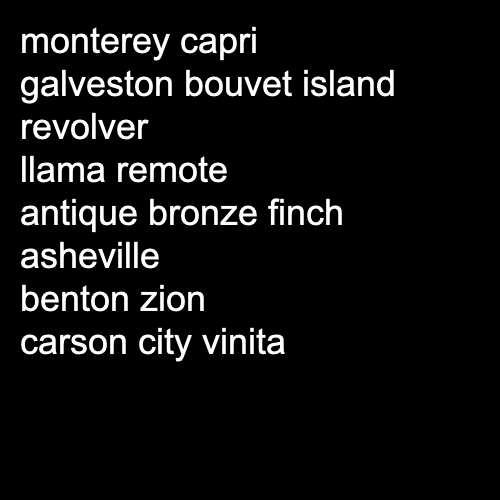 monterey capri
galveston bouvet island
revolver
llama remote
antique bronze finch
asheville
benton zion
carson city vinita